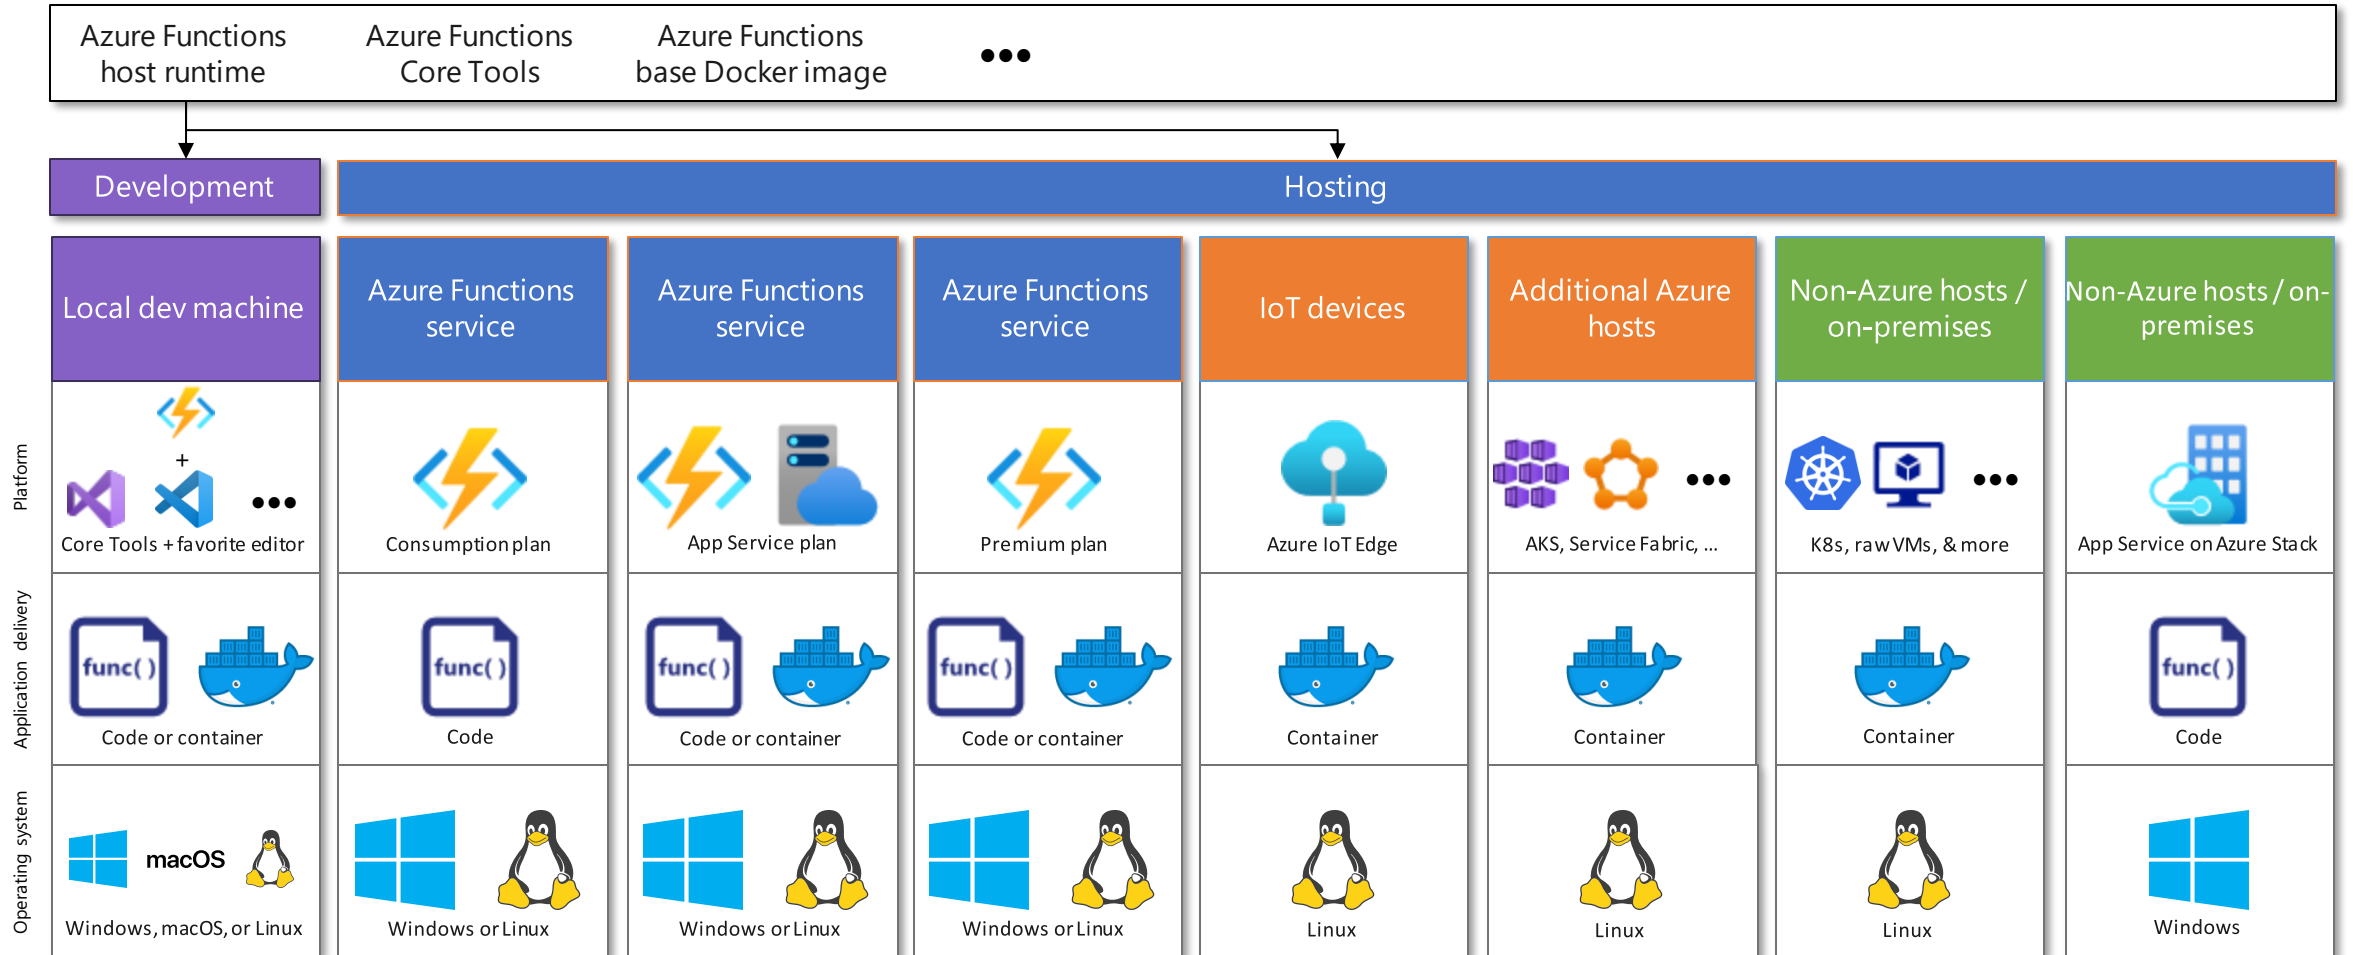 Azure Functions
host runtime
Azure Functions
Core Tools
Azure Functions
base Docker image
•••
Development
Hosting
Local dev machine
Azure Functions
service
Azure Functions
service
Azure Functions
service
IoT devices
Additional Azure
hosts
Non-Azure hosts /
on-premises
Non-Azure hosts / on-
premises
Platform
+
•••
Core Tools + favorite editor
Consumption plan
App Service plan
Premium plan
Azure IoT Edge
•••
AKS, Service Fabric, ...
•••
K8s, raw VMs, & more
App Service on Azure Stack
Application delivery
func( )
Code or container
func( )
Code
func( )
Code or container
func( )
Code or container
Container
Container
Container
func( )
Code
Operating system
macOS
Windows, macOS, or Linux
Windows or Linux
Windows or Linux
Windows or Linux
Linux
Linux
Linux
Windows